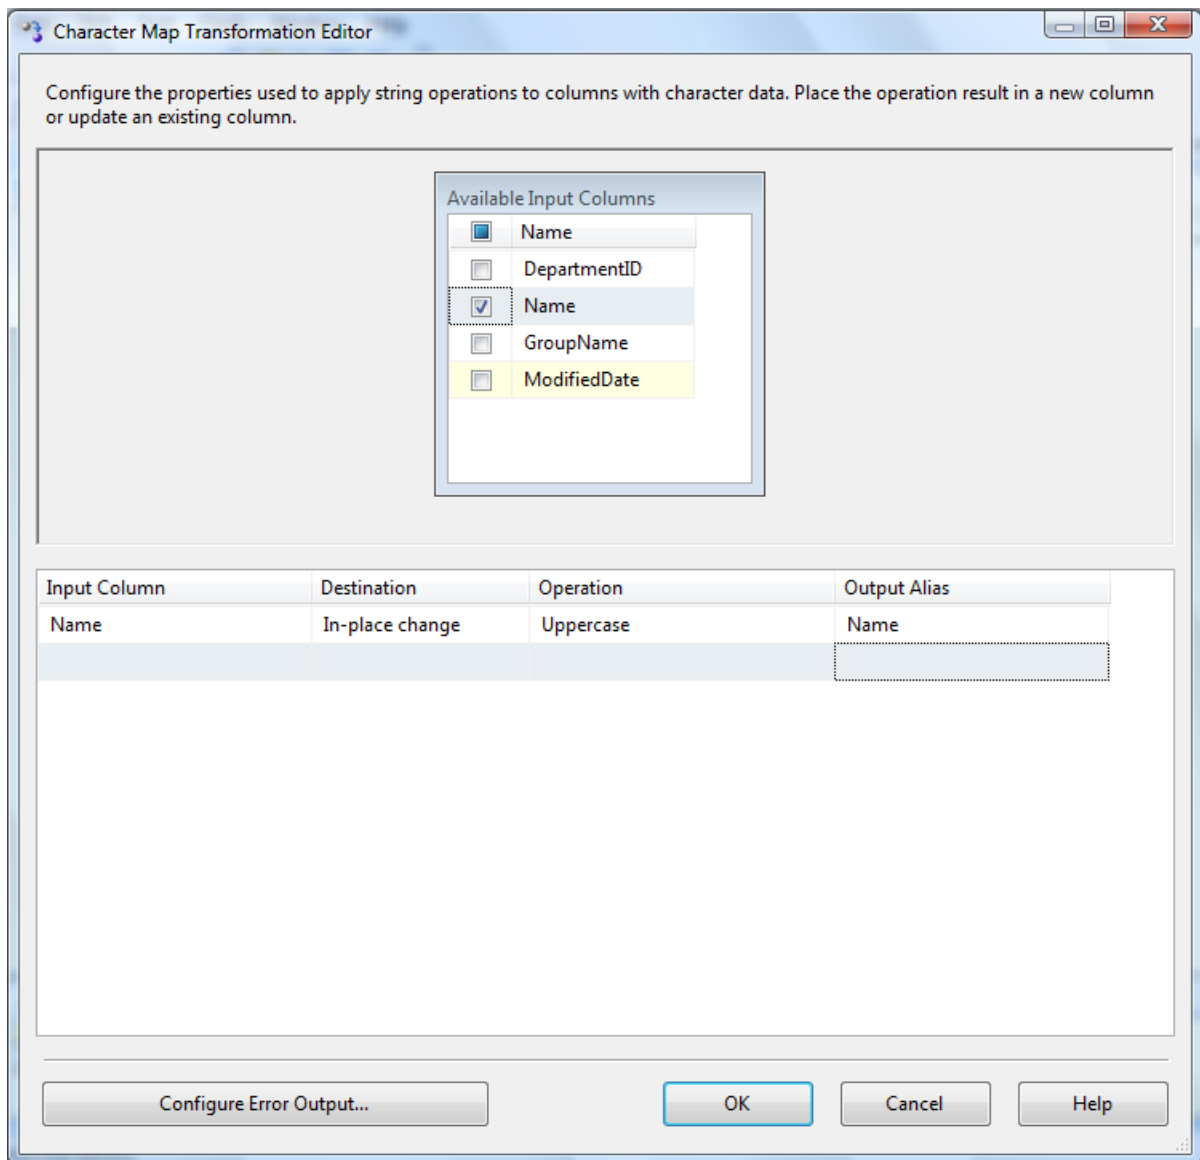 Character Map Transformation Editor
Configure the properties used to apply string operations to columns with character data. Place the operation result in a new column
or update an existing column.
Available Input Columns
Name
DepartmentID
Name
GroupName
ModifiedDate
Input Column Destination Operation Output Alias
Name In-place change Uppercase Name
Configure Error Output... OK Cancel Help